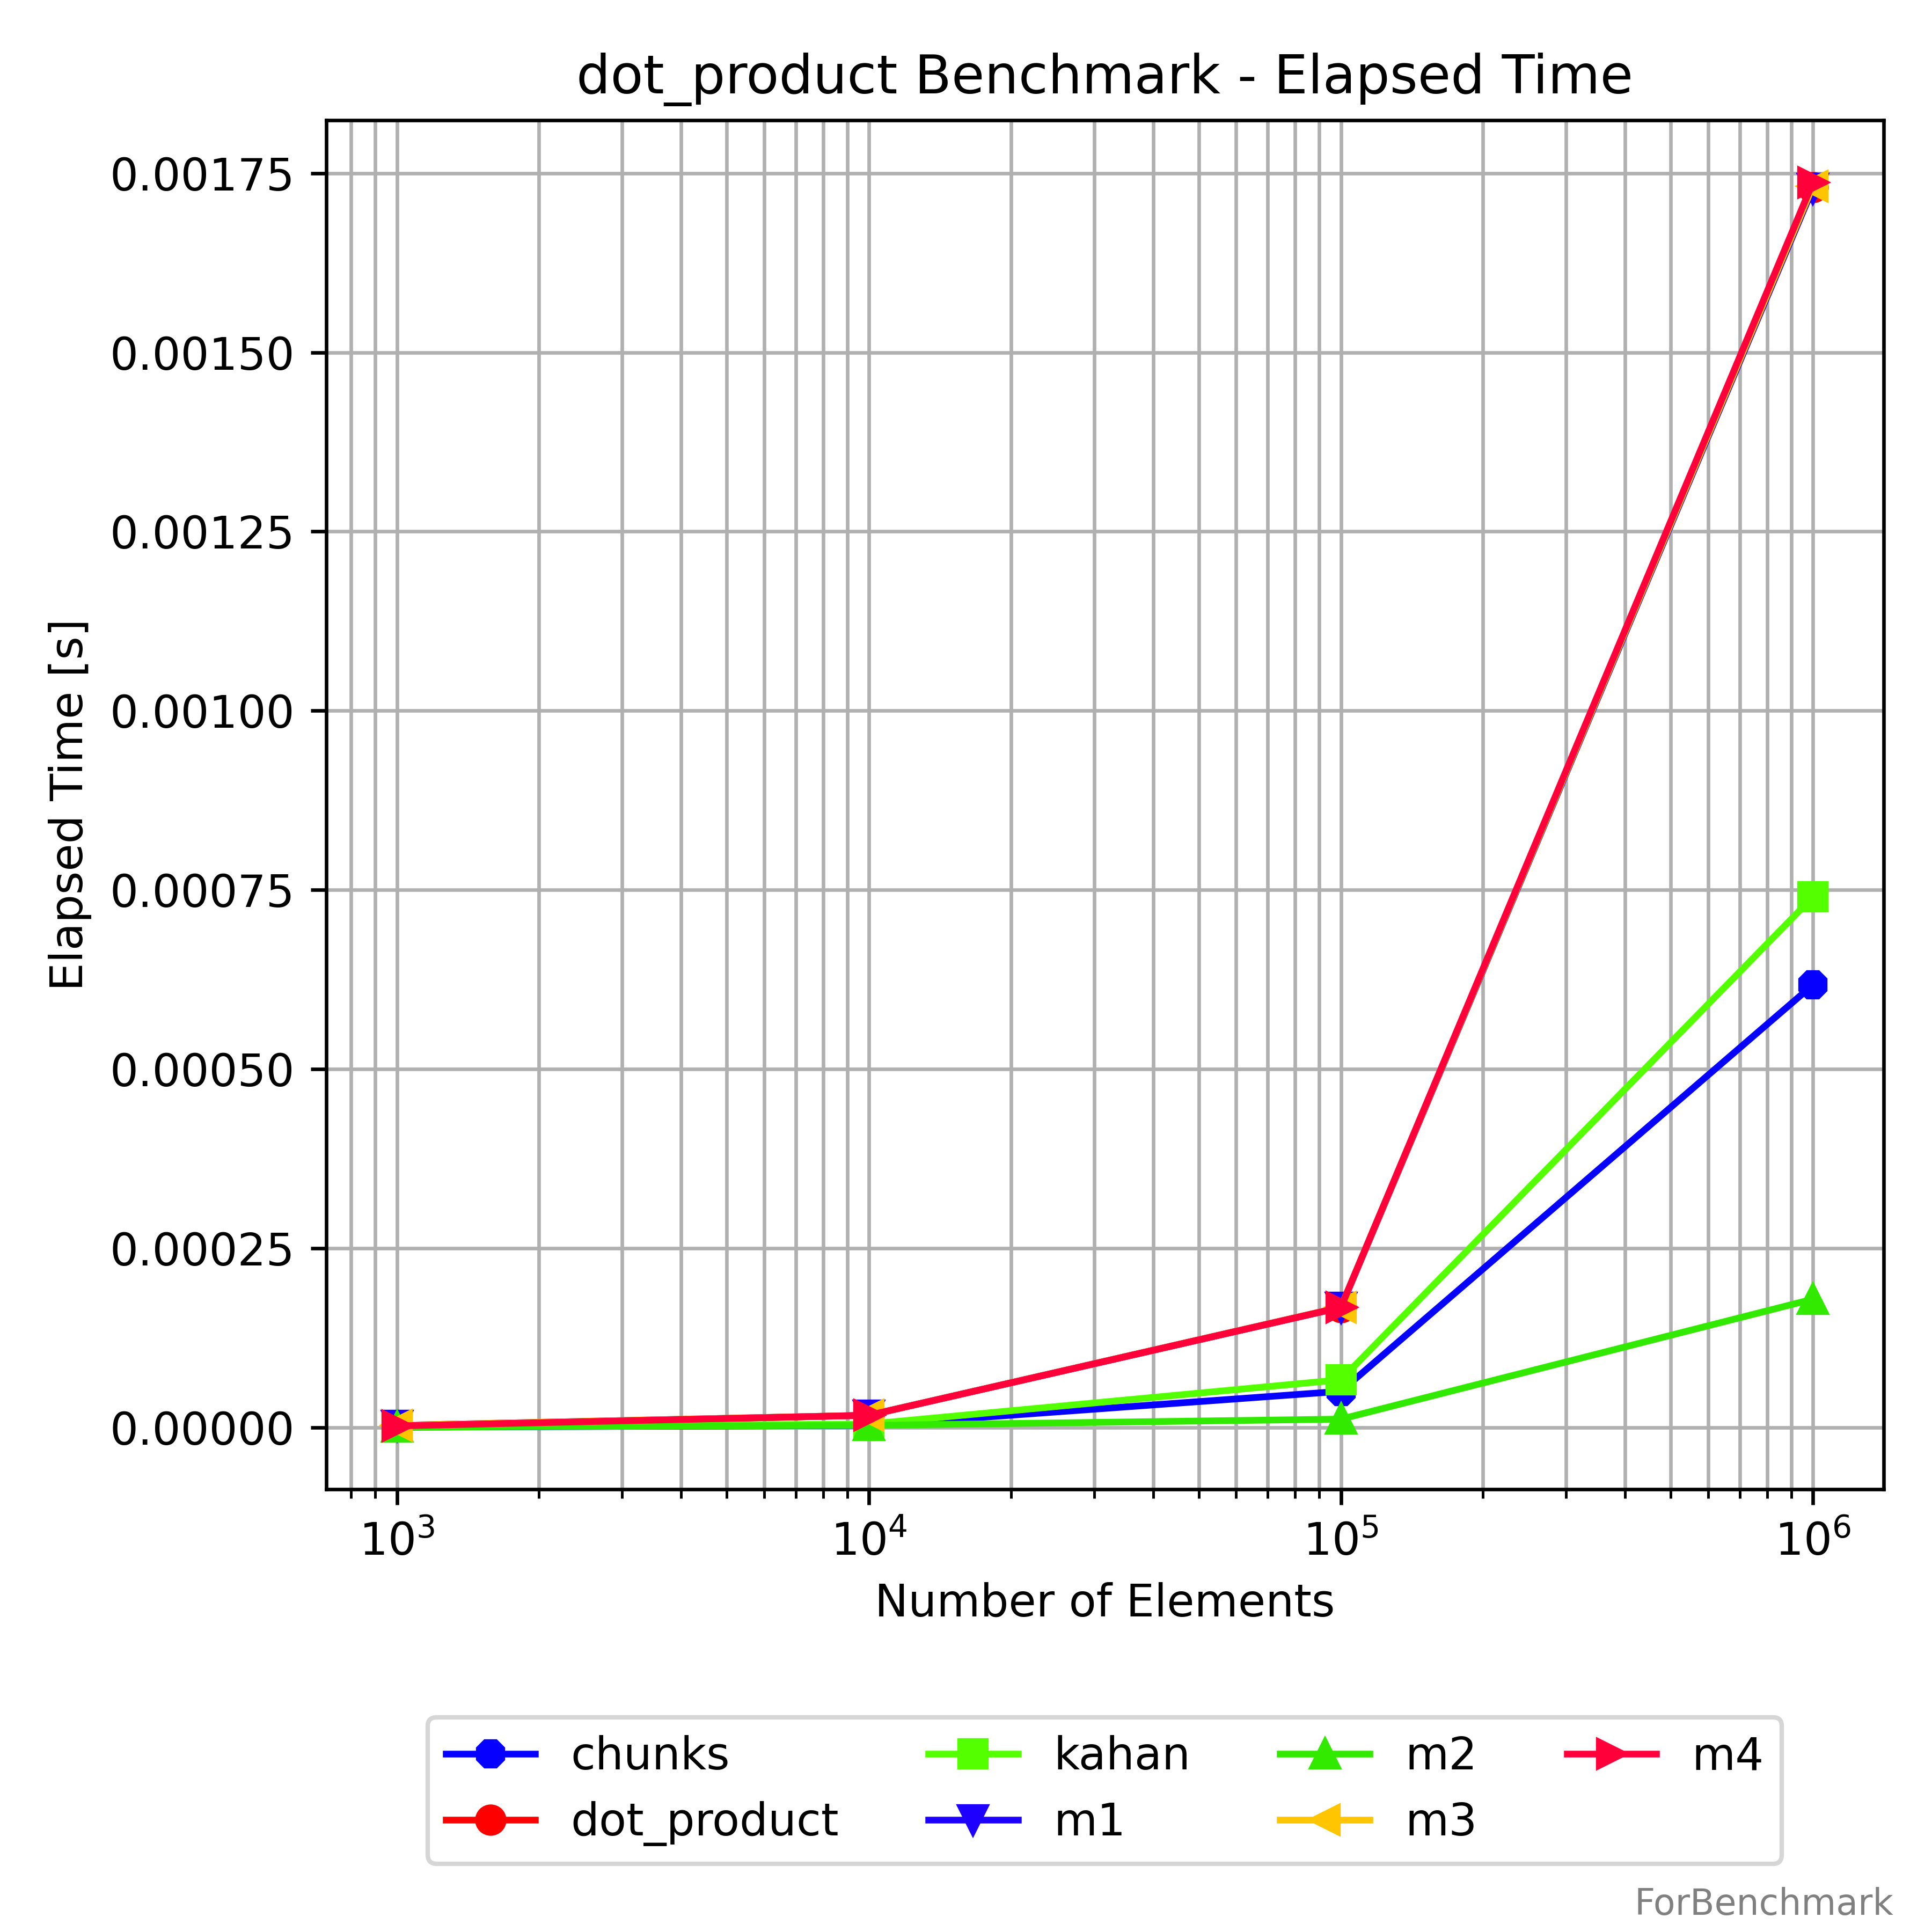 dot_product Benchmark - Elapsed Time
Elapsed Time [s]
0.00175
0.00150
0.00125
0.00100
0.00075
0.00050
0.00025
0.00000
10³ 10⁴ 10⁵ 10⁶
Number of Elements
chunks kahan m2 m4
dot_product m1 m3
ForBenchmark